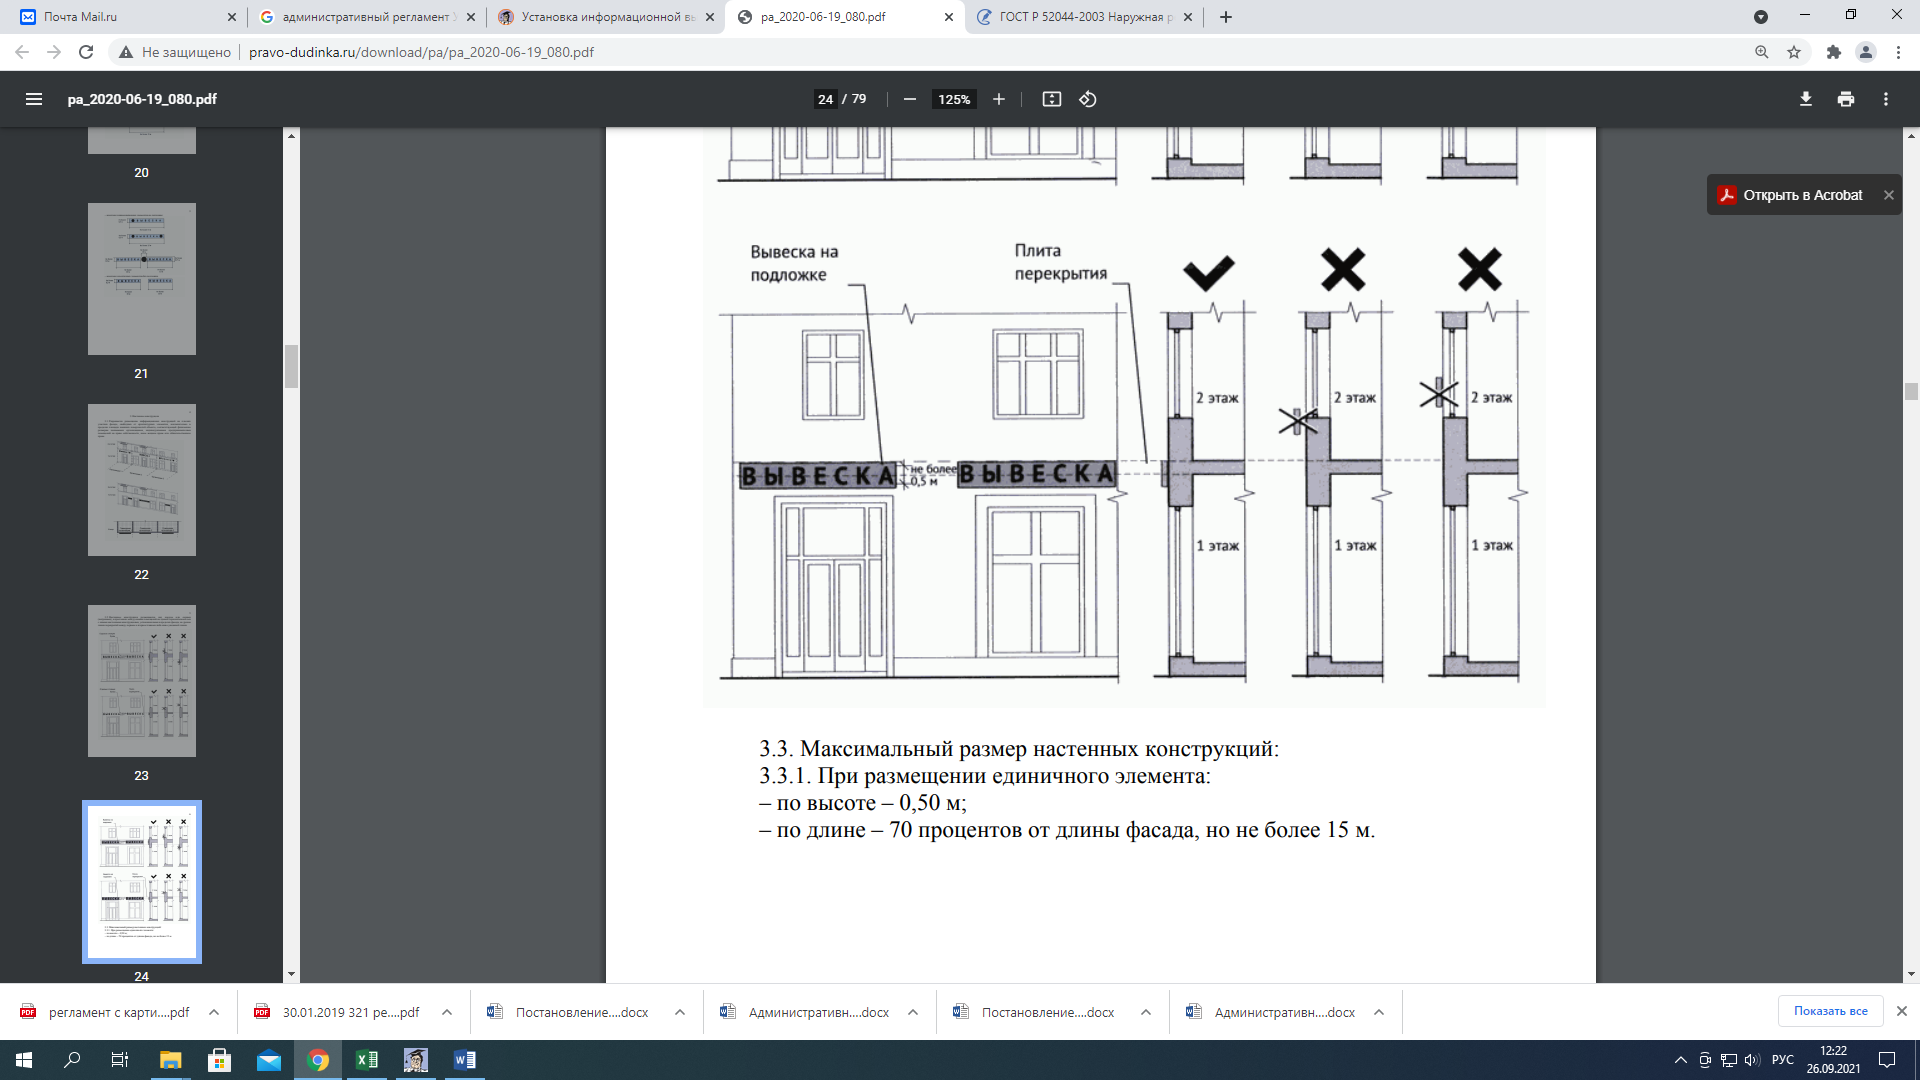 Почта Mail.ru
административный регламент У
Установка информационной вы
pa_2020-06-19_080.pdf
ГОСТ Р 52044-2003 Наружная р
Не защищено
pravo-dudinka.ru/download/pa/pa_2020-06-19_080.pdf
pa_2020-06-19_080.pdf
24 / 79
125%
Открыть в Acrobat
20
21
22
23
24
Вывеска на
подложке
Плита
перекрытия
2 этаж
2 этаж
2 этаж
ВЫВЕСКА
не более
0,5 м
ВЫВЕСКА
1 этаж
1 этаж
1 этаж
3.3. Максимальный размер настенных конструкций:
3.3.1. При размещении единичного элемента:
– по высоте – 0,50 м;
– по длине – 70 процентов от длины фасада, но не более 15 м.
регламент с карти....pdf
30.01.2019 321 ре....pdf
Постановление....docx
Административн....docx
Постановление....docx
Административн....docx
Показать все
РУС
12:22
26.09.2021